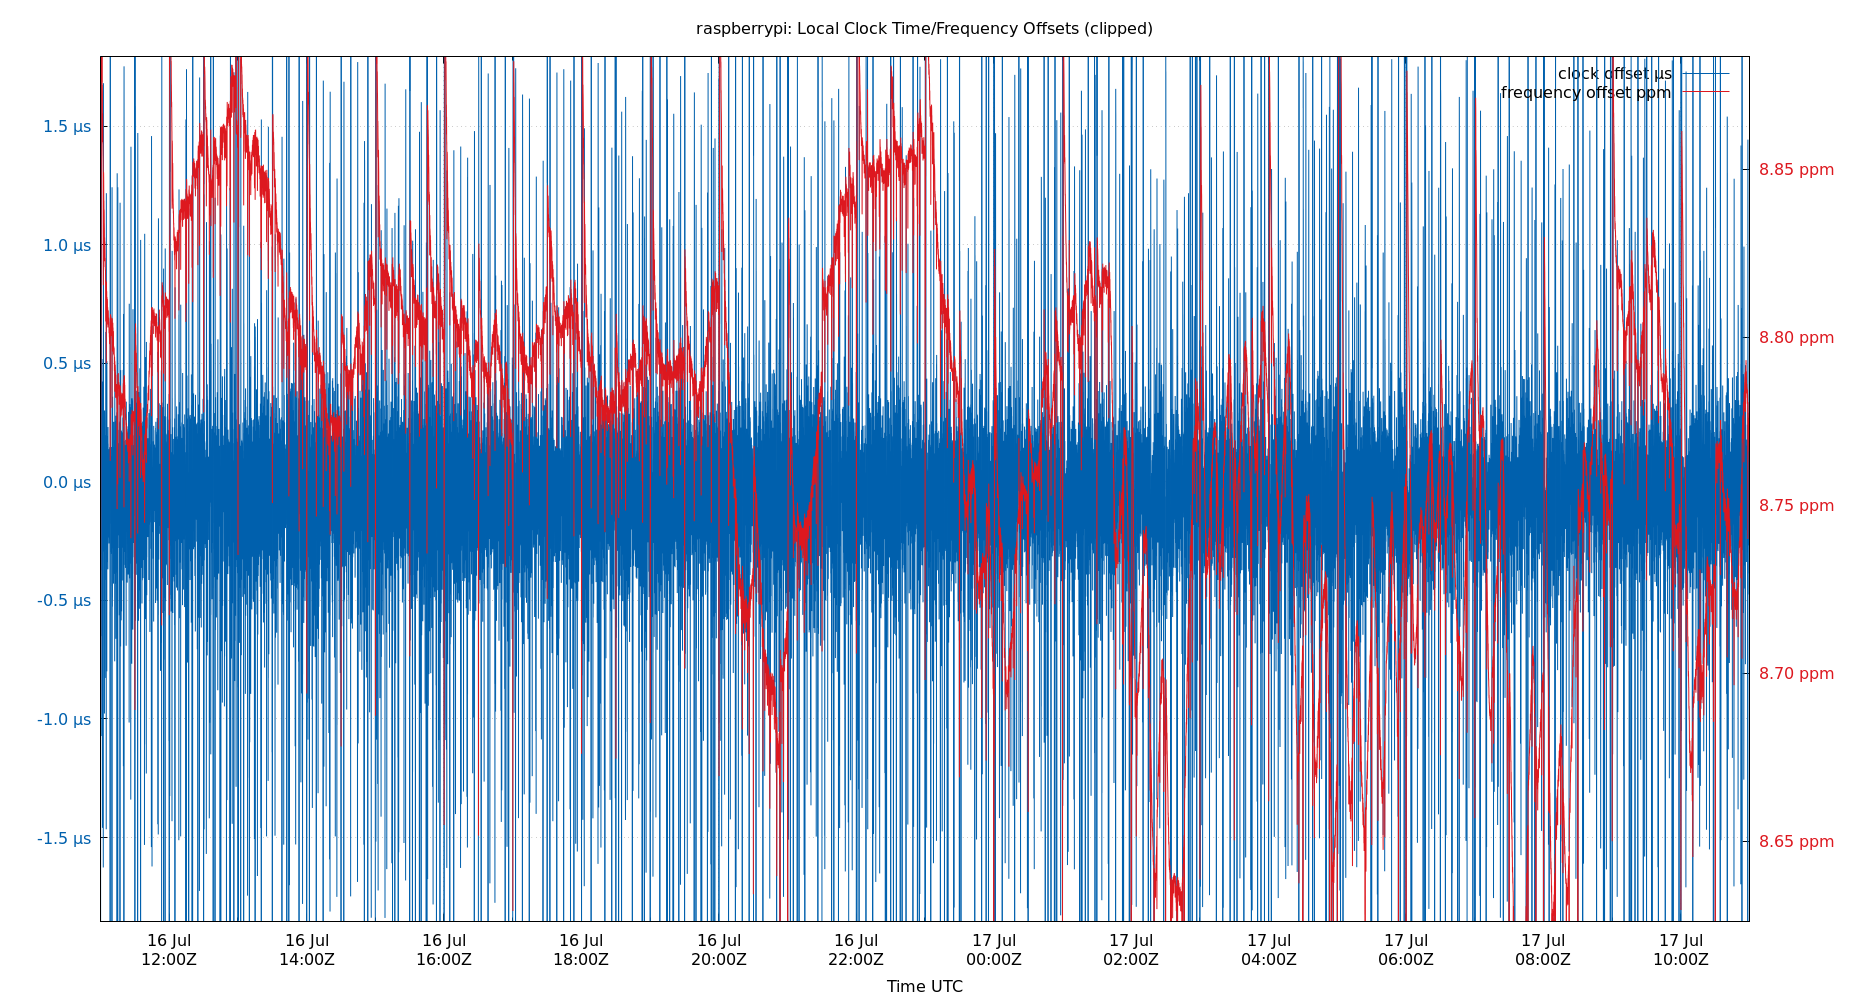 raspberrypi: Local Clock Time/Frequency Offsets (clipped)
clock offset µs
frequency offset ppm
1.5 µs
1.0 µs
0.5 µs
0.0 µs
-0.5 µs
-1.0 µs
-1.5 µs
8.85 ppm
8.80 ppm
8.75 ppm
8.70 ppm
8.65 ppm
16 Jul 16 Jul 16 Jul 16 Jul 16 Jul 16 Jul 17 Jul 17 Jul 17 Jul 17 Jul 17 Jul 17 Jul
12:00Z 14:00Z 16:00Z 18:00Z 20:00Z 22:00Z 00:00Z 02:00Z 04:00Z 06:00Z 08:00Z 10:00Z
Time UTC